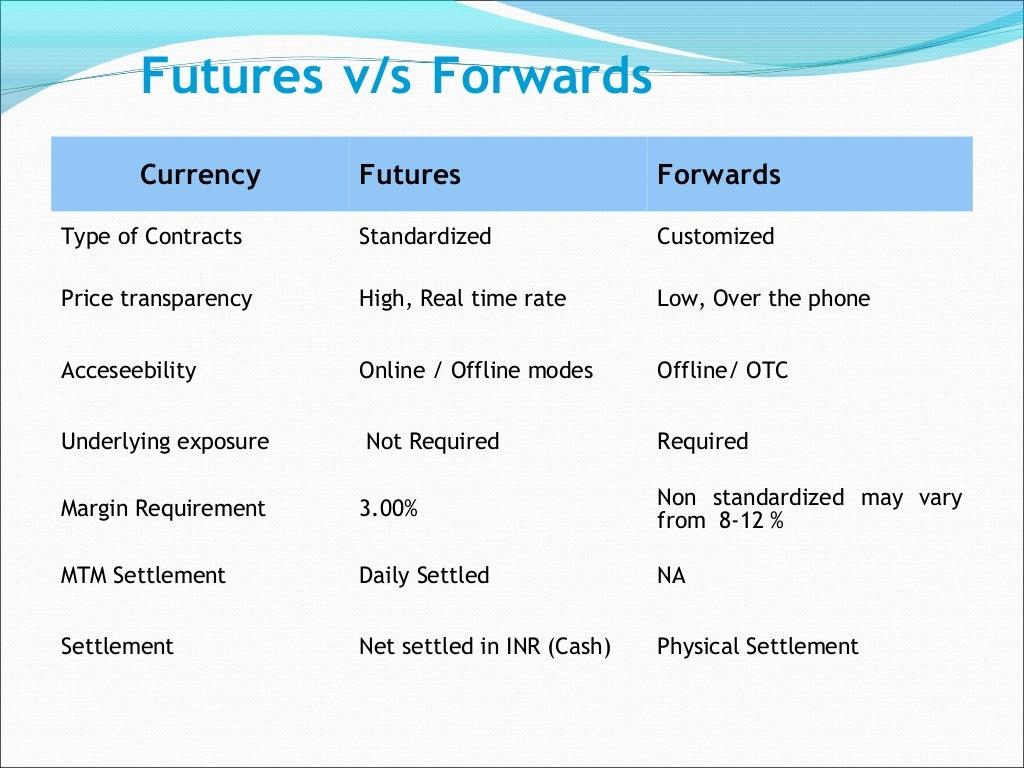 Futures v/s Forwards
Currency Futures Forwards
Type of Contracts Standardized Customized
Price transparency High, Real time rate Low, Over the phone
Acceseebility Online / Offline modes Offline/ OTC
Underlying exposure Not Required Required
Margin Requirement 3.00% Non standardized may vary
from 8-12 %
MTM Settlement Daily Settled NA
Settlement Net settled in INR (Cash) Physical Settlement